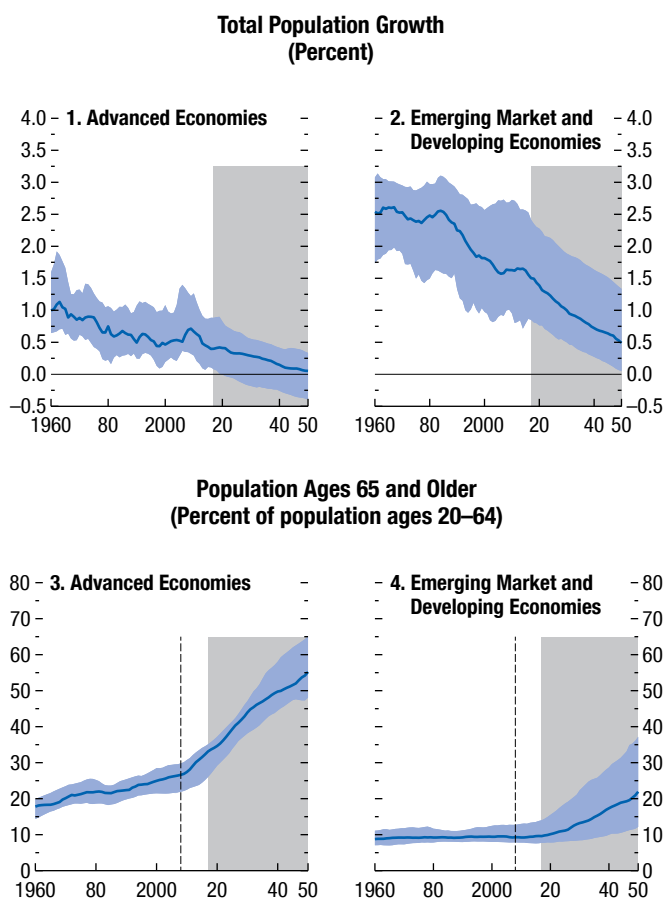 Total Population Growth
(Percent)
1. Advanced Economies
4.0
3.5
3.0
2.5
2.0
1.5
1.0
0.5
0.0
–0.5
1960 80 2000 20 40 50
2. Emerging Market and
Developing Economies
4.0
3.5
3.0
2.5
2.0
1.5
1.0
0.5
0.0
–0.5
1960 80 2000 20 40 50
Population Ages 65 and Older
(Percent of population ages 20–64)
3. Advanced Economies
80
70
60
50
40
30
20
10
0
1960 80 2000 20 40 50
4. Emerging Market and
Developing Economies
80
70
60
50
40
30
20
10
0
1960 80 2000 20 40 50